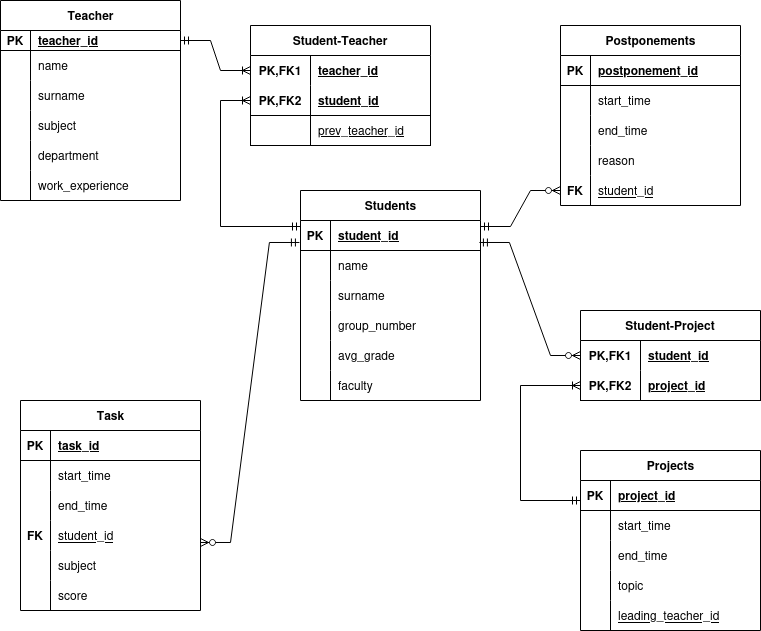 Teacher
PK teacher_id
name
surname
subject
department
work_experience
Student-Teacher
PK,FK1 teacher_id
PK,FK2 student_id
prev_teacher_id
Postponements
PK postponement_id
start_time
end_time
reason
FK student_id
Students
PK student_id
name
surname
group_number
avg_grade
faculty
Student-Project
PK,FK1 student_id
PK,FK2 project_id
Task
PK task_id
start_time
end_time
FK student_id
subject
score
Projects
PK project_id
start_time
end_time
topic
leading_teacher_id